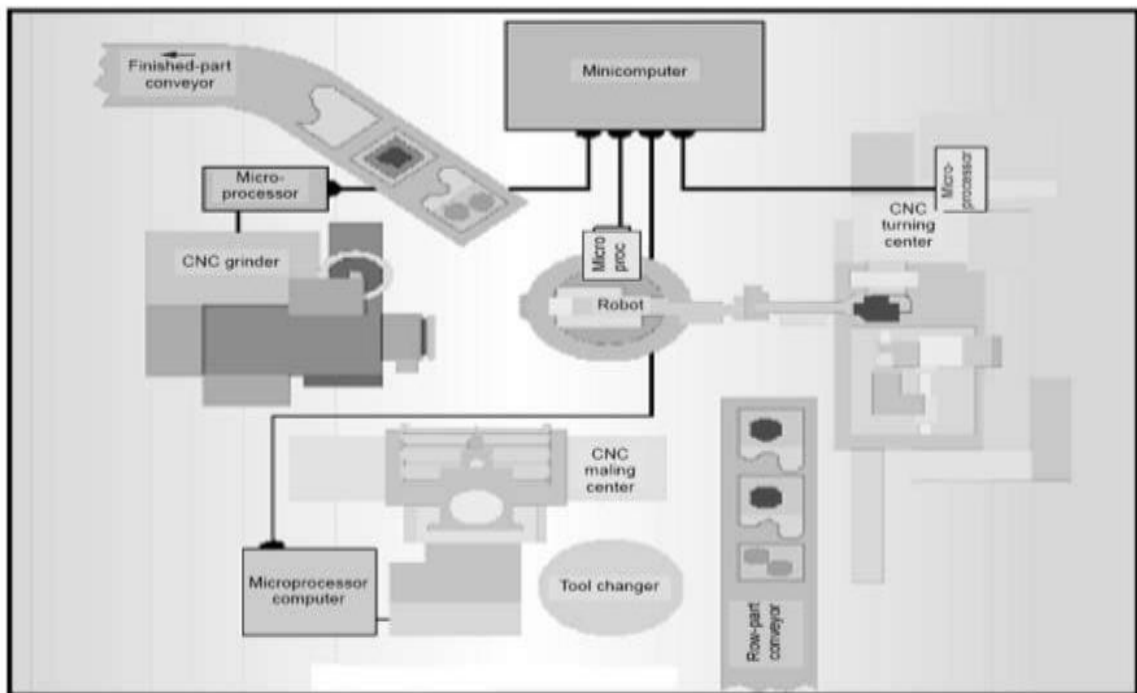 Finished-part
conveyor
Minicomputer
Micro-
processor
Micro-
processor
CNC
turning
center
CNC grinder
Micro
proc
Robot
CNC
maling
center
Microprocessor
computer
Tool changer
Row-part
conveyor